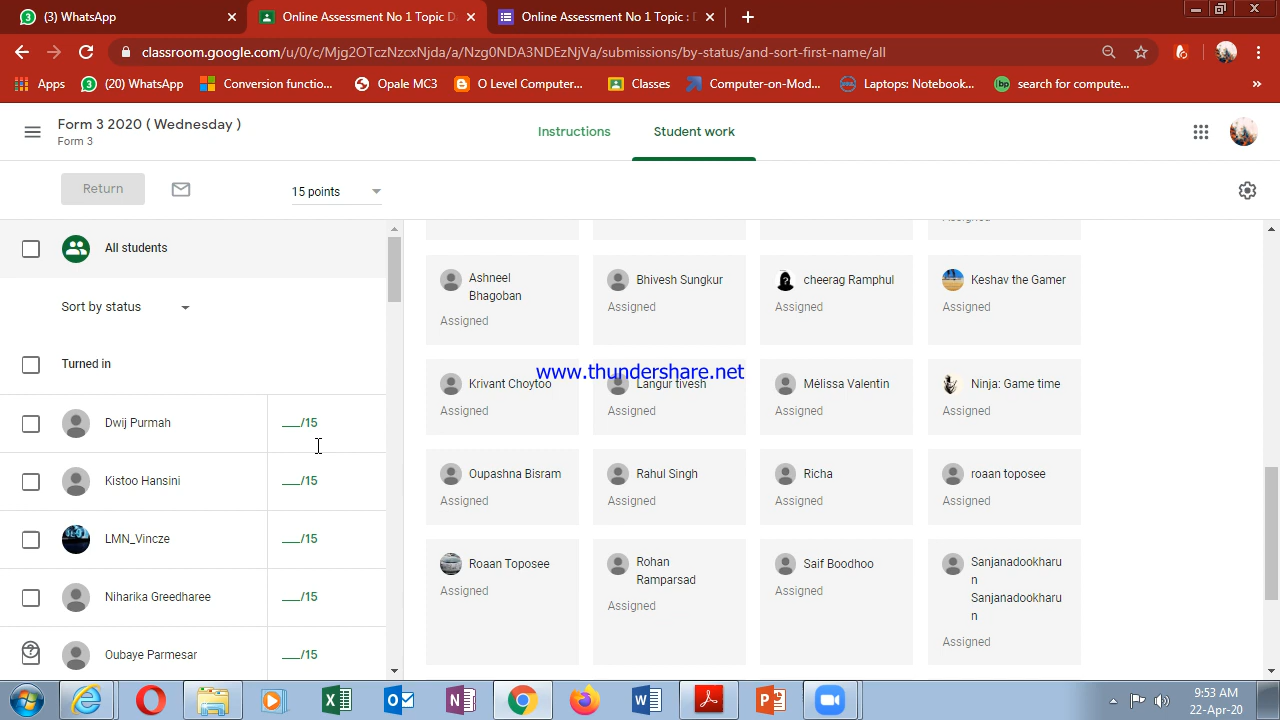 (3) WhatsApp
Online Assessment No 1 Topic D
Online Assessment No 1 Topic : D
classroom.google.com/u/0/c/Mjg2OTczNzcxNjda/a/Nzg0NDA3NDEzNjVa/submissions/by-status/and-sort-first-name/all
Apps
(20) WhatsApp
Conversion functio...
Opale MC3
O Level Computer...
Classes
Computer-on-Mod...
Laptops: Notebook...
search for compute...
»
Form 3 2020 ( Wednesday )
Form 3
Instructions
Student work
Return
15 points
All students
Sort by status
Turned in
Dwij Purmah
___/15
Kistoo Hansini
___/15
LMN_Vincze
___/15
Niharika Greedharee
___/15
Oubaye Parmesar
___/15
Assigned
Ashneel
Bhagoban
Assigned
Bhivesh Sungkur
Assigned
cheerag Ramphul
Assigned
Keshav the Gamer
Assigned
www.thundershare.net
Krivant Choytoo
Assigned
Langur tivesh
Assigned
Mélissa Valentin
Assigned
Ninja: Game time
Assigned
Oupashna Bisram
Assigned
Rahul Singh
Assigned
Richa
Assigned
roaan toposee
Assigned
Roaan Toposee
Assigned
Rohan
Ramparsad
Assigned
Saif Boodhoo
Assigned
Sanjanadookharu
n
Sanjanadookharu
n
Assigned
9:53 AM
22-Apr-20